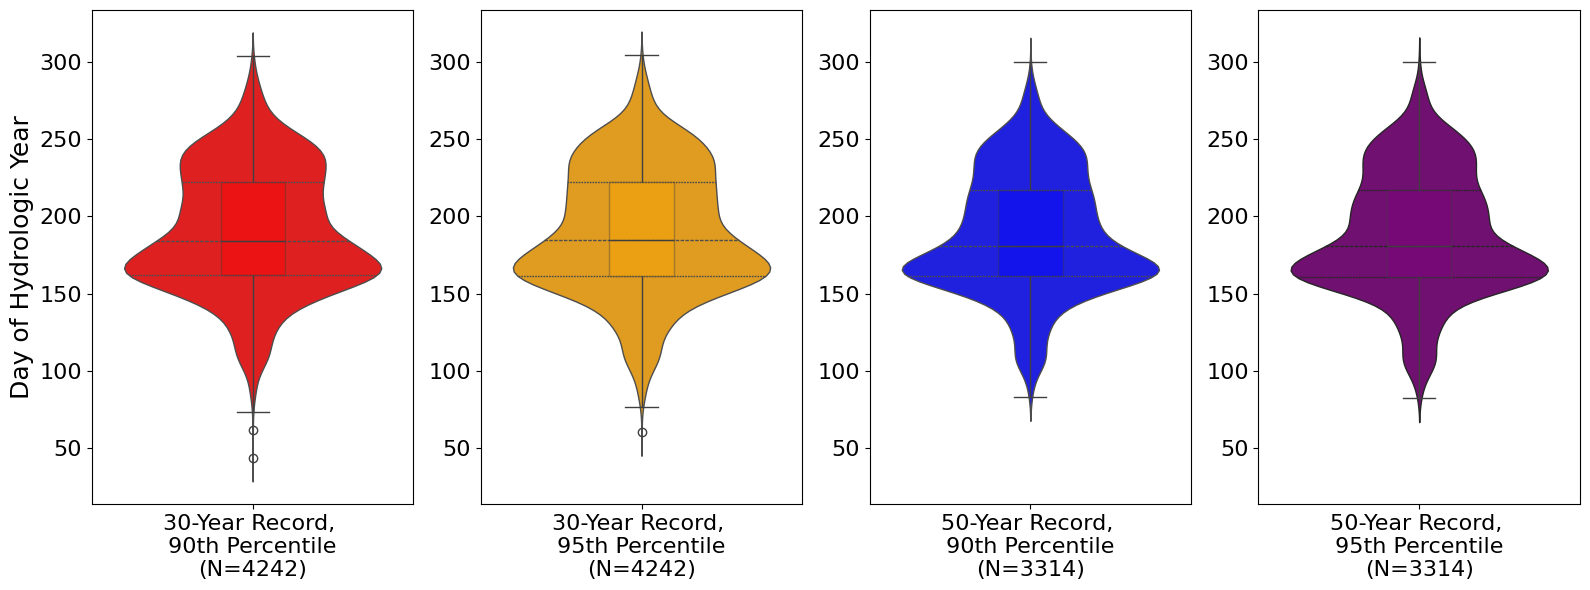 Day of Hydrologic Year
300
250
200
150
100
50
300
250
200
150
100
50
300
250
200
150
100
50
300
250
200
150
100
50
30-Year Record,
90th Percentile
(N=4242)
30-Year Record,
95th Percentile
(N=4242)
50-Year Record,
90th Percentile
(N=3314)
50-Year Record,
95th Percentile
(N=3314)